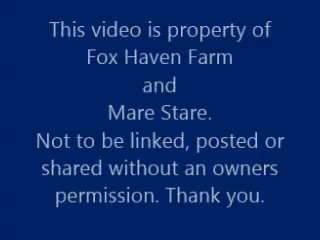 This video is property of
Fox Haven Farm
and
Mare Stare.
Not to be linked, posted or
shared without an owners
permission. Thank you.